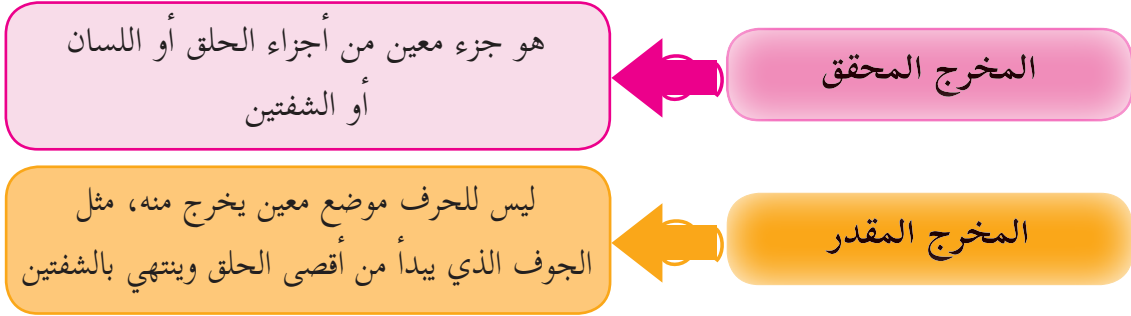 المخرج المحقق
هو جزء معين من أجزاء الحلق أو اللسان
أو الشفتين
المخرج المقدر
ليس للحرف موضع معين يخرج منه، مثل
الجوف الذي يبدأ من أقصى الحلق وينتهي بالشفتين